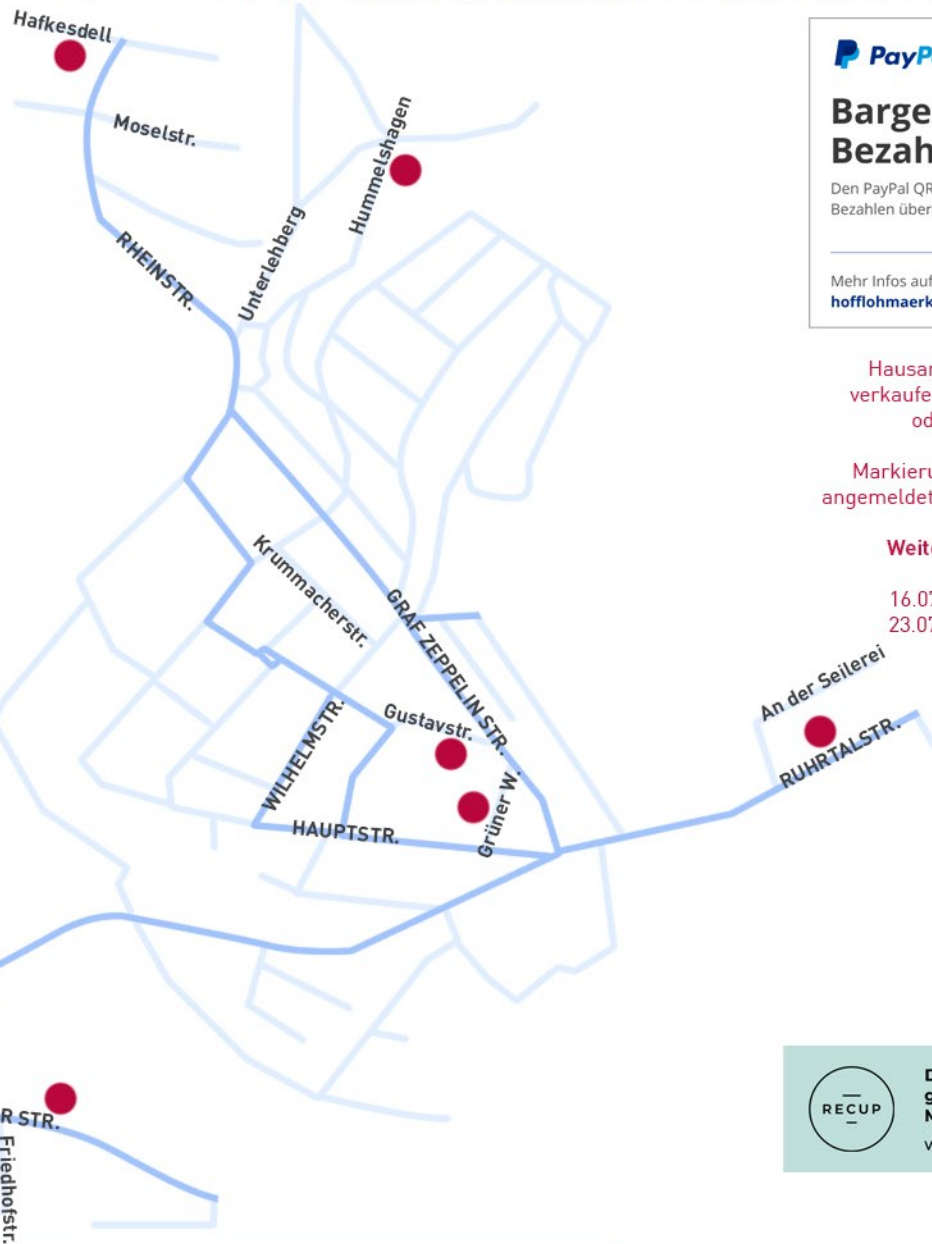 Hafkesdell
Moselstr.
Hummelshagen
Unterlehberg
RHEINSTR.
PayP
Barge
Bezah
Den PayPal QR
Bezahlen über
Mehr Infos auf
hofflohmaerk
Hausar
verkaufe
od
Markieru
angemeldet
Weite
16.07
23.07
Krummacherstr.
GRAF ZEPPELIN STR.
An der Seilerei
RUHRTALSTR.
Gustavstr.
WILHELMSTR.
Grüner W.
HAUPTSTR.
RECUP
D
g
N
v
R STR.
Friedhofstr.